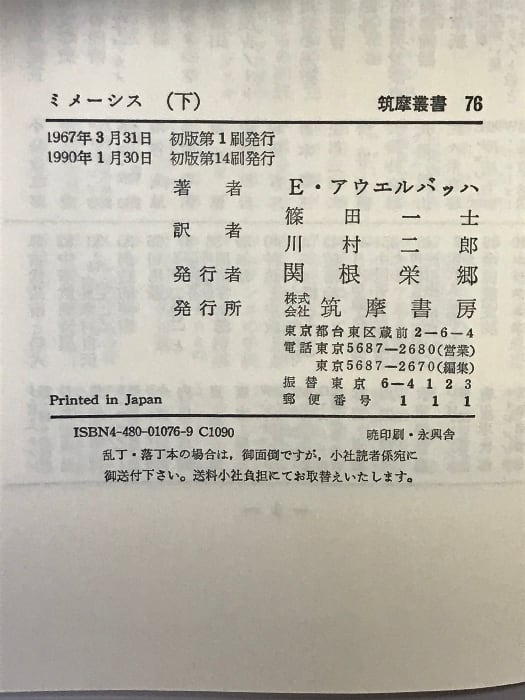 ミメーシス (下) 筑摩叢書 76
1967年3月31日 初版第1刷発行
1990年1月30日 初版第14刷発行
著者 E・アウエルバッハ
訳者 篠田一士
川村二郎
発行者 関根栄郷
発行所 株式会社 筑摩書房
東京都台東区蔵前2-6-4
電話 東京5687-2680(営業)
東京5687-2670(編集)
振替 東京 6-4123
郵便番号 111
Printed in Japan
ISBN4-480-01076-9 C1090 暁印刷・永興舎
乱丁・落丁本の場合は,御面倒ですが,小社読者係宛に
御送付下さい。送料小社負担にてお取替えいたします。